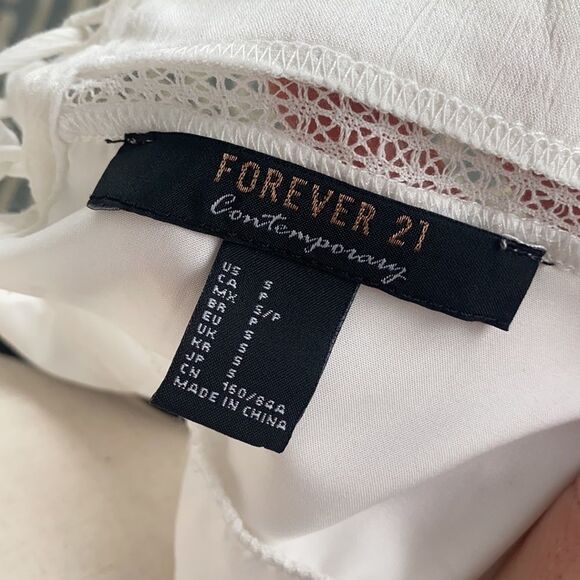 FOREVER 21
Contemporary
US S
CA P
MX S/P
BR P
EU S
UK S
KR S
JP S
CN 160/84A
MADE IN CHINA